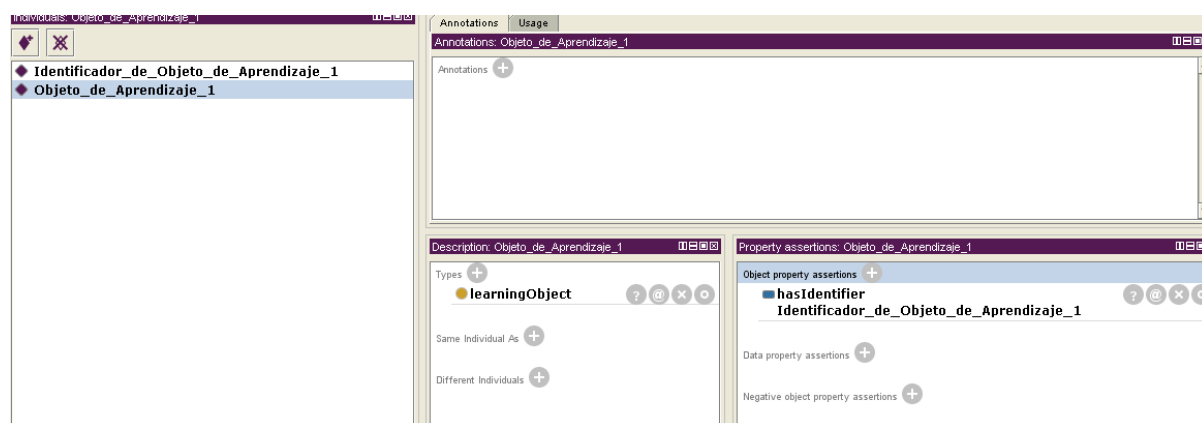 Individuals: Objeto_de_Aprendizaje_1
Identificador_de_Objeto_de_Aprendizaje_1
Objeto_de_Aprendizaje_1
Annotations Usage
Annotations: Objeto_de_Aprendizaje_1
Annotations
Description: Objeto_de_Aprendizaje_1
Types
learningObject
Same Individual As
Different Individuals
Property assertions: Objeto_de_Aprendizaje_1
Object property assertions
hasIdentifier
Identificador_de_Objeto_de_Aprendizaje_1
Data property assertions
Negative object property assertions